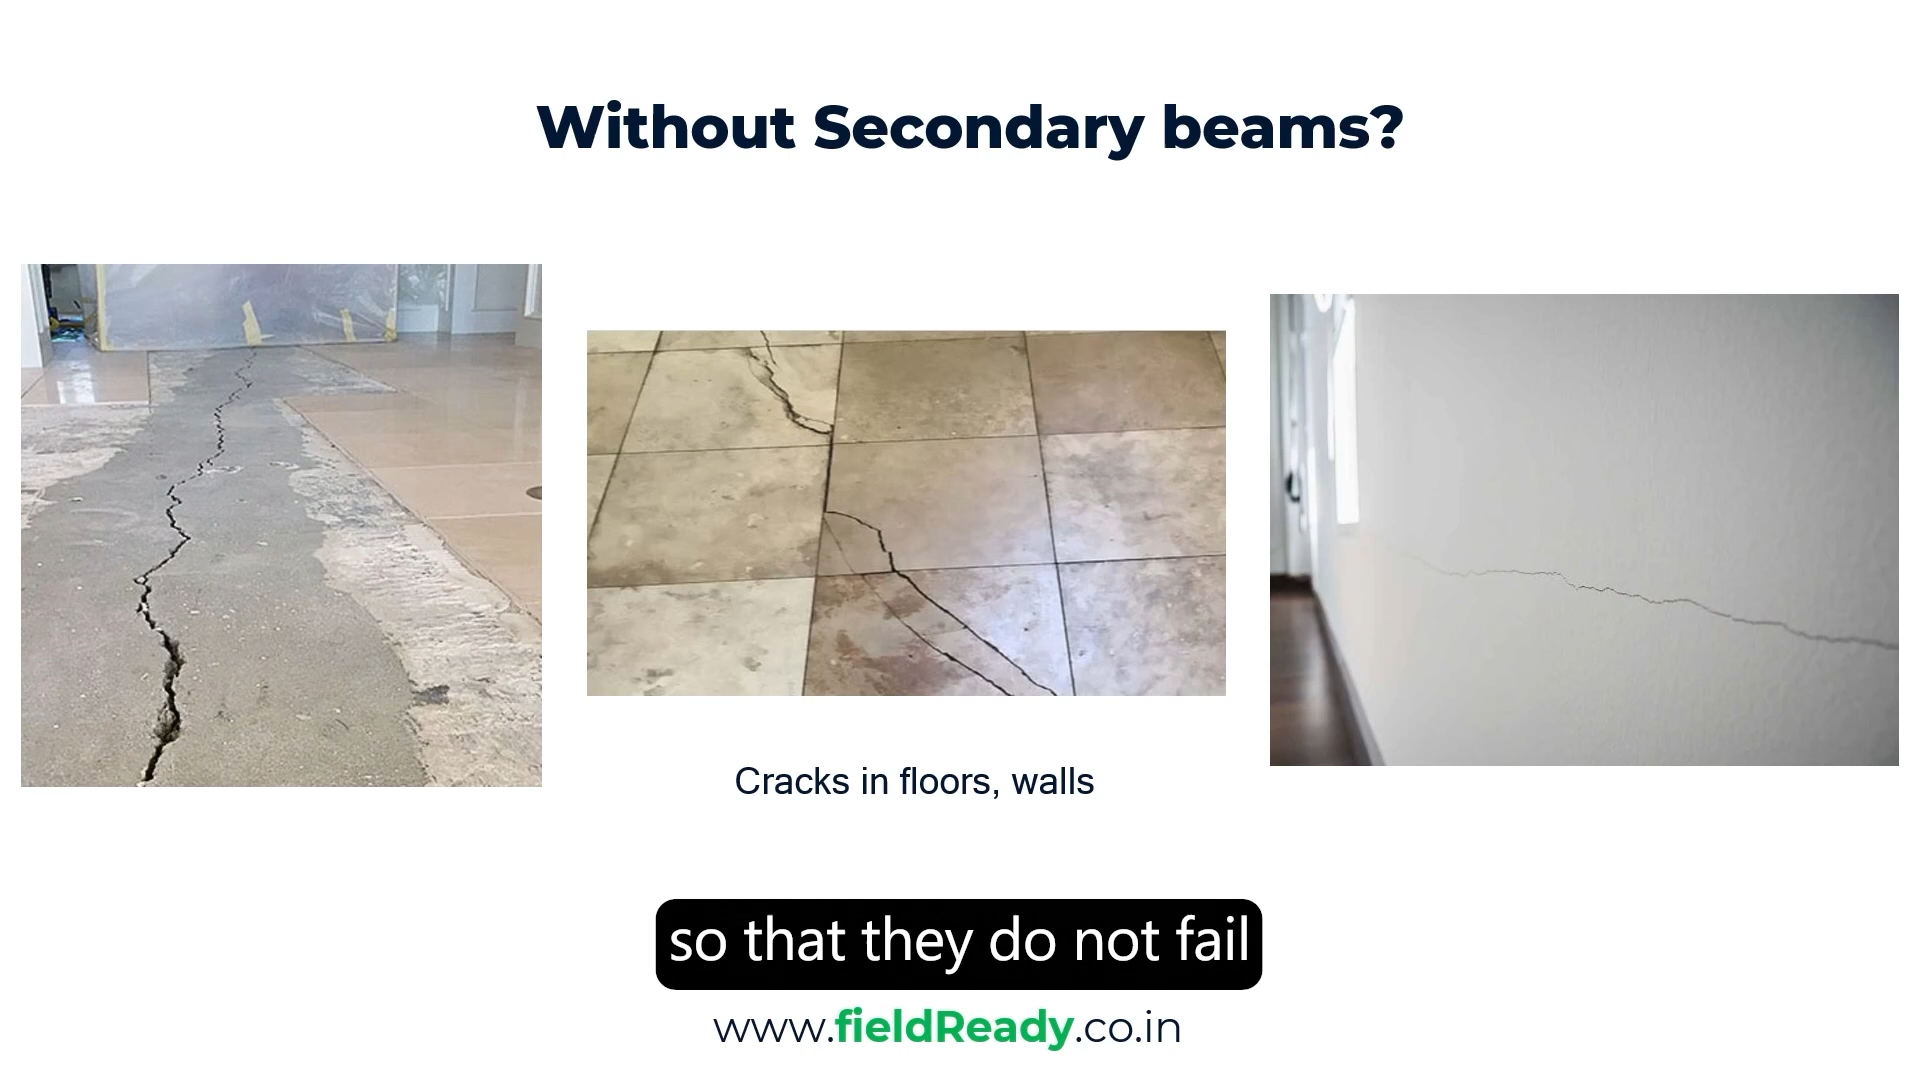 Without Secondary beams?
Cracks in floors, walls
so that they do not fail
www.fieldReady.co.in